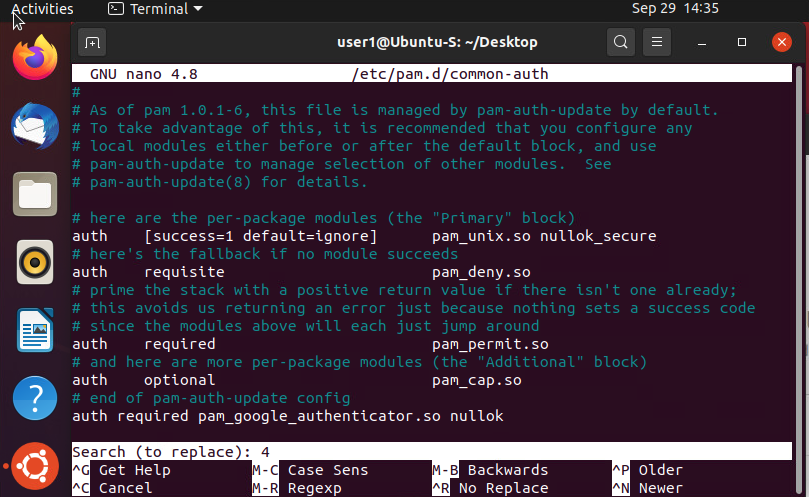 Activities Terminal Sep 29 14:35
user1@Ubuntu-S: ~/Desktop
GNU nano 4.8 /etc/pam.d/common-auth
#
# As of pam 1.0.1-6, this file is managed by pam-auth-update by default.
# To take advantage of this, it is recommended that you configure any
# local modules either before or after the default block, and use
# pam-auth-update to manage selection of other modules.  See
# pam-auth-update(8) for details.
# here are the per-package modules (the "Primary" block)
auth    [success=1 default=ignore]      pam_unix.so nullok_secure
# here's the fallback if no module succeeds
auth    requisite                       pam_deny.so
# prime the stack with a positive return value if there isn't one already;
# this avoids us returning an error just because nothing sets a success code
# since the modules above will each just jump around
auth    required                        pam_permit.so
# and here are more per-package modules (the "Additional" block)
auth    optional                        pam_cap.so
# end of pam-auth-update config
auth required pam_google_authenticator.so nullok
Search (to replace): 4
^G Get Help M-C Case Sens M-B Backwards ^P Older
^C Cancel M-R Regexp ^R No Replace ^N Newer